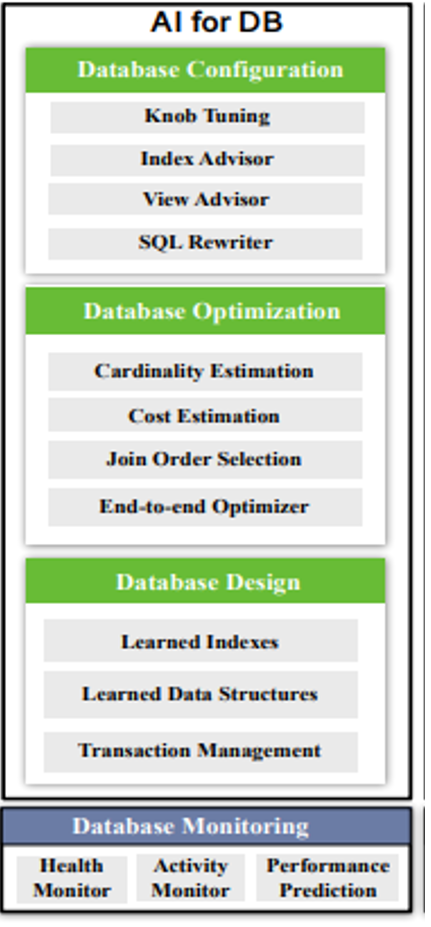 AI for DB
Database Configuration
Knob Tuning
Index Advisor
View Advisor
SQL Rewriter
Database Optimization
Cardinality Estimation
Cost Estimation
Join Order Selection
End-to-end Optimizer
Database Design
Learned Indexes
Learned Data Structures
Transaction Management
Database Monitoring
Health
Monitor
Activity
Monitor
Performance
Prediction